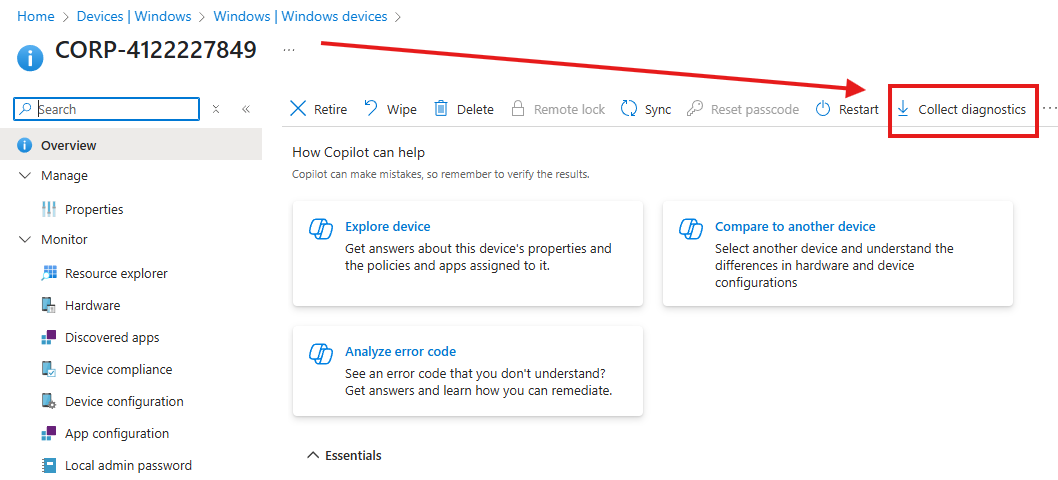 Home > Devices | Windows > Windows | Windows devices >
CORP-4122227849 ...
Search
Retire Wipe Delete Remote lock Sync Reset passcode Restart Collect diagnostics ...
Overview
Manage
Properties
Monitor
Resource explorer
Hardware
Discovered apps
Device compliance
Device configuration
App configuration
Local admin password
How Copilot can help
Copilot can make mistakes, so remember to verify the results.
Explore device
Get answers about this device's properties and
the policies and apps assigned to it.
Compare to another device
Select another device and understand the
differences in hardware and device
configurations
Analyze error code
See an error code that you don't understand?
Get answers and learn how you can remediate.
Essentials